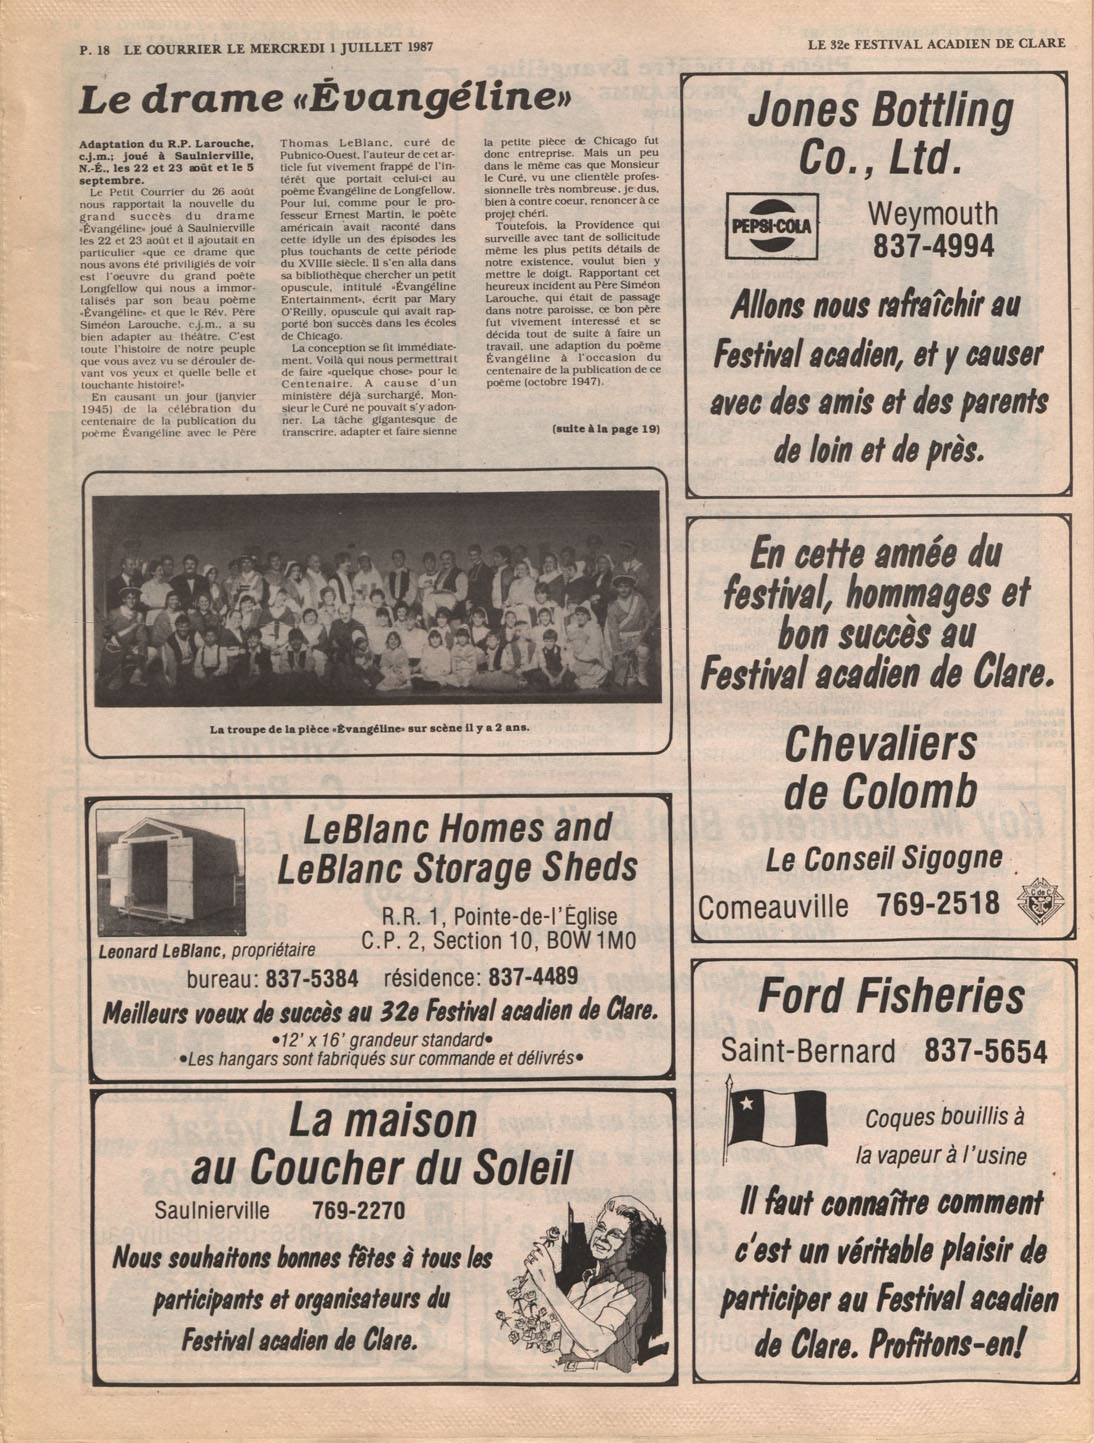 P. 18 LE COURRIER LE MERCREDI 1 JUILLET 1987
LE 32e FESTIVAL ACADIEN DE CLARE
Le drame «Évangéline»
Adaptation du R.P. Larouche,
c.j.m.; joué à Saulnierville,
N.-É., les 22 et 23 août et le 5
septembre.
Le Petit Courrier du 26 août
nous rapportait la nouvelle du
grand succès du drame
«Évangéline» joué à Saulnierville
les 22 et 23 août et il ajoutait en
particulier «que ce drame que
nous avons été priviligiés de voir
est l'oeuvre du grand poète
Longfellow qui nous a immor-
talisés par son beau poème
«Évangéline» et que le Rév. Père
Siméon Larouche, c.j.m., a su
bien adapter au théâtre. C'est
toute l'histoire de notre peuple
que vous avez vu se dérouler de-
vant vos yeux et quelle belle et
touchante histoire!»
En causant un jour (janvier
1945) de la célébration du
centenaire de la publication du
poème Évangéline avec le Père
Thomas LeBlanc, curé de
Pubnico-Ouest, l'auteur de cet ar-
ticle fut vivement frappé de l'in-
térêt que portait celui-ci au
poème Évangéline de Longfellow.
Pour lui, comme pour le pro-
fesseur Ernest Martin, le poète
américain avait raconté dans
cette idylle un des épisodes les
plus touchants de cette période
du XVIIIe siècle. Il s'en alla dans
sa bibliothèque chercher un petit
opuscule, intitulé «Évangéline
Entertainment», écrit par Mary
O'Reilly, opuscule qui avait rap-
porté bon succès dans les écoles
de Chicago.
La conception se fit immédiate-
ment. Voilà qui nous permettrait
de faire «quelque chose» pour le
Centenaire. A cause d'un
ministère déjà surchargé, Mon-
sieur le Curé ne pouvait s'y adon-
ner. La tâche gigantesque de
transcrire, adapter et faire sienne
la petite pièce de Chicago fut
donc entreprise. Mais un peu
dans le même cas que Monsieur
le Curé, vu une clientèle profes-
sionnelle très nombreuse, je dus,
bien à contre coeur, renoncer à ce
projet chéri.
Toutefois, la Providence qui
surveille avec tant de sollicitude
même les plus petits détails de
notre existence, voulut bien y
mettre le doigt. Rapportant cet
heureux incident au Père Siméon
Larouche, qui était de passage
dans notre paroisse, ce bon père
fut vivement interessé et se
décida tout de suite à faire un
travail, une adaption du poème
Évangéline à l'occasion du
centenaire de la publication de ce
poème (octobre 1947).
(suite à la page 19)
La troupe de la pièce «Évangéline» sur scène il y a 2 ans.
Jones Bottling
Co., Ltd.
PEPSI-COLA
Weymouth
837-4994
Allons nous rafraîchir au
Festival acadien, et y causer
avec des amis et des parents
de loin et de près.
En cette année du
festival, hommages et
bon succès au
Festival acadien de Clare.
Chevaliers
de Colomb
Le Conseil Sigogne
Comeauville 769-2518
C de C
LeBlanc Homes and
LeBlanc Storage Sheds
R.R. 1, Pointe-de-l'Église
C.P. 2, Section 10, BOW 1M0
Leonard LeBlanc, propriétaire
bureau: 837-5384 résidence: 837-4489
Meilleurs voeux de succès au 32e Festival acadien de Clare.
•12' x 16' grandeur standard•
•Les hangars sont fabriqués sur commande et délivrés•
La maison
au Coucher du Soleil
Saulnierville 769-2270
Nous souhaitons bonnes fêtes à tous les
participants et organisateurs du
Festival acadien de Clare.
Ford Fisheries
Saint-Bernard 837-5654
Coques bouillis à
la vapeur à l'usine
Il faut connaître comment
c'est un véritable plaisir de
participer au Festival acadien
de Clare. Profitons-en!